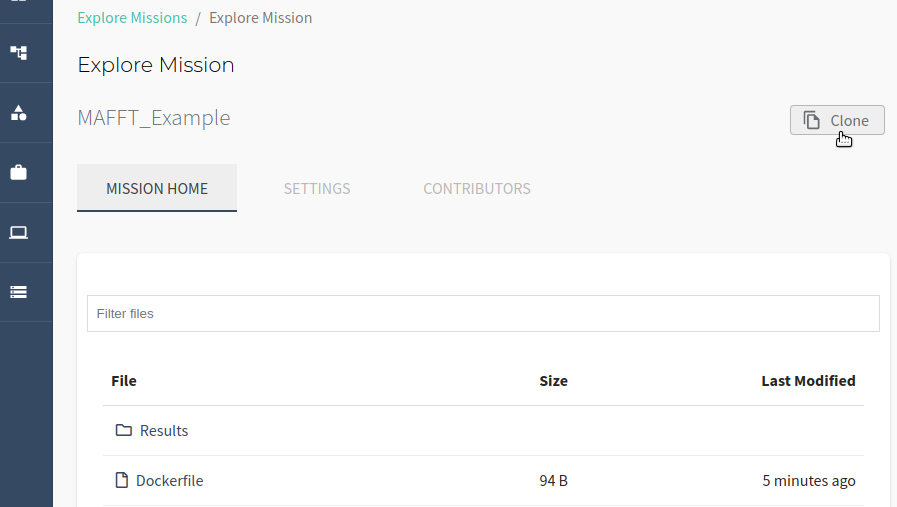 Explore Missions / Explore Mission
Explore Mission
MAFFT_Example
Clone
MISSION HOME SETTINGS CONTRIBUTORS
Filter files
File Size Last Modified
Results
Dockerfile 94 B 5 minutes ago